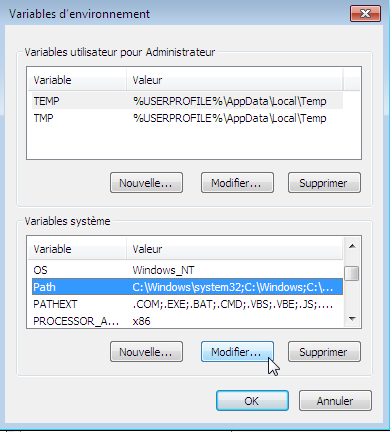 Variables d'environnement
Variables utilisateur pour Administrateur
Variable Valeur
TEMP %USERPROFILE%\AppData\Local\Temp
TMP %USERPROFILE%\AppData\Local\Temp
Nouvelle... Modifier... Supprimer
Variables système
Variable Valeur
OS Windows_NT
Path C:\Windows\system32;C:\Windows;C:\...
PATHEXT .COM;.EXE;.BAT;.CMD;.VBS;.VBE;.JS;....
PROCESSOR_A... x86
Nouvelle... Modifier... Supprimer
OK Annuler